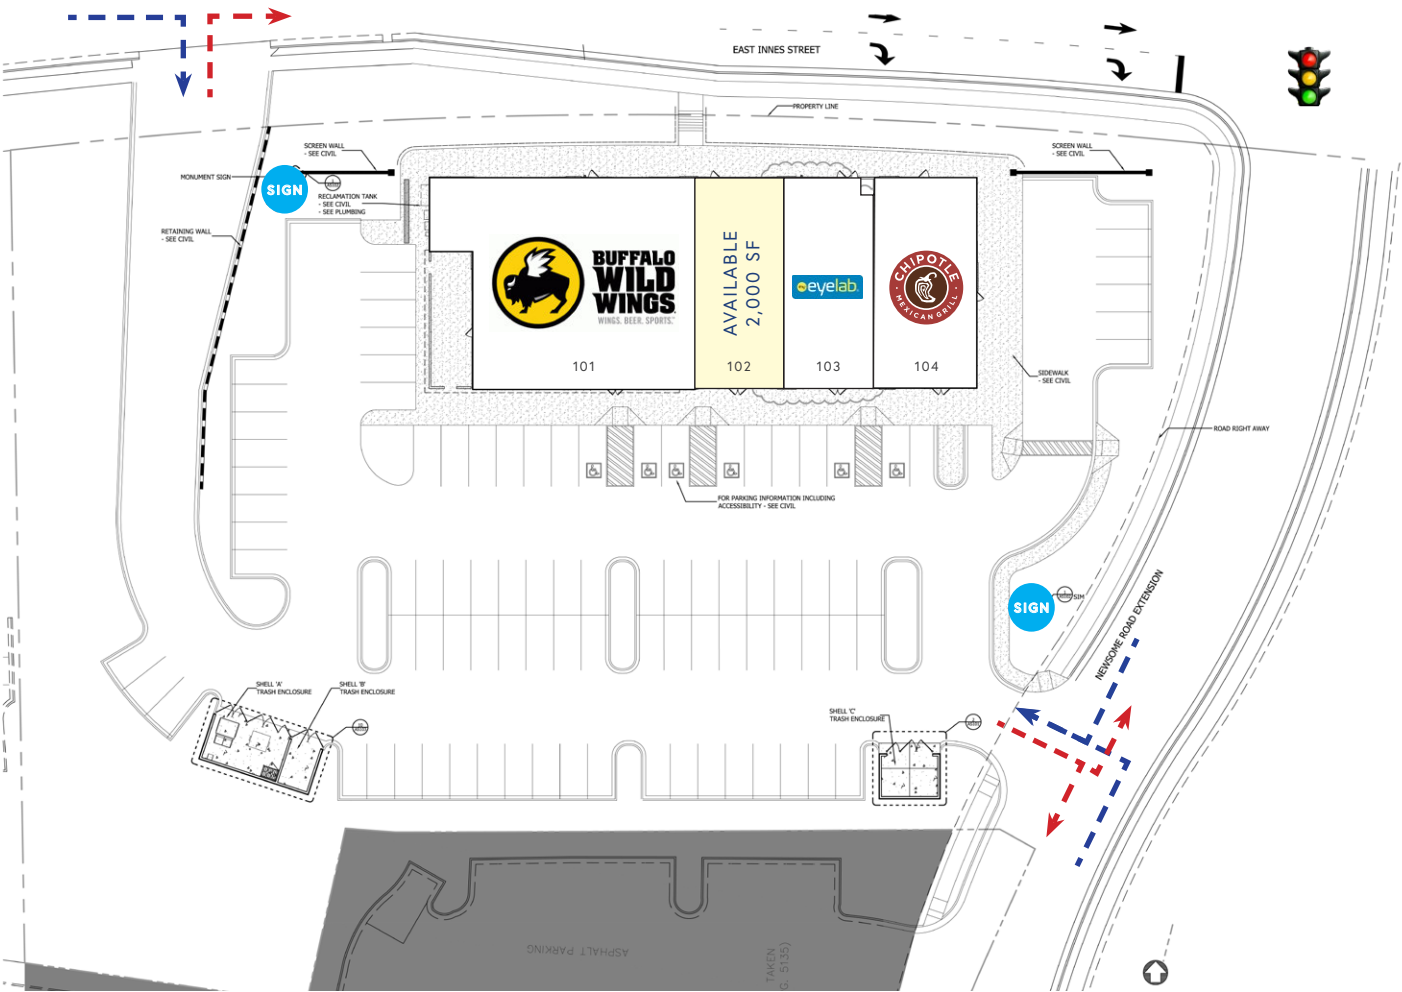 EAST INNES STREET
PROPERTY LINE
SCREEN WALL
- SEE CIVIL
SCREEN WALL
- SEE CIVIL
MONUMENT SIGN
SIGN
RECLAMATION TANK
- SEE CIVIL
- SEE PLUMBING
RETAINING WALL
- SEE CIVIL
BUFFALO
WILD
WINGS
WINGS. BEER. SPORTS.
101
AVAILABLE
2,000 SF
102
myeyelab.
103
CHIPOTLE
MEXICAN GRILL
104
SIDEWALK
- SEE CIVIL
ROAD RIGHT AWAY
FOR PARKING INFORMATION INCLUDING
ACCESSIBILITY - SEE CIVIL
SIGN
SIM
NEWSOME ROAD EXTENSION
SHELL 'A'
TRASH ENCLOSURE
SHELL 'B'
TRASH ENCLOSURE
SHELL 'C'
TRASH ENCLOSURE
ASPHALT PARKING
TAKEN
G. 5135)